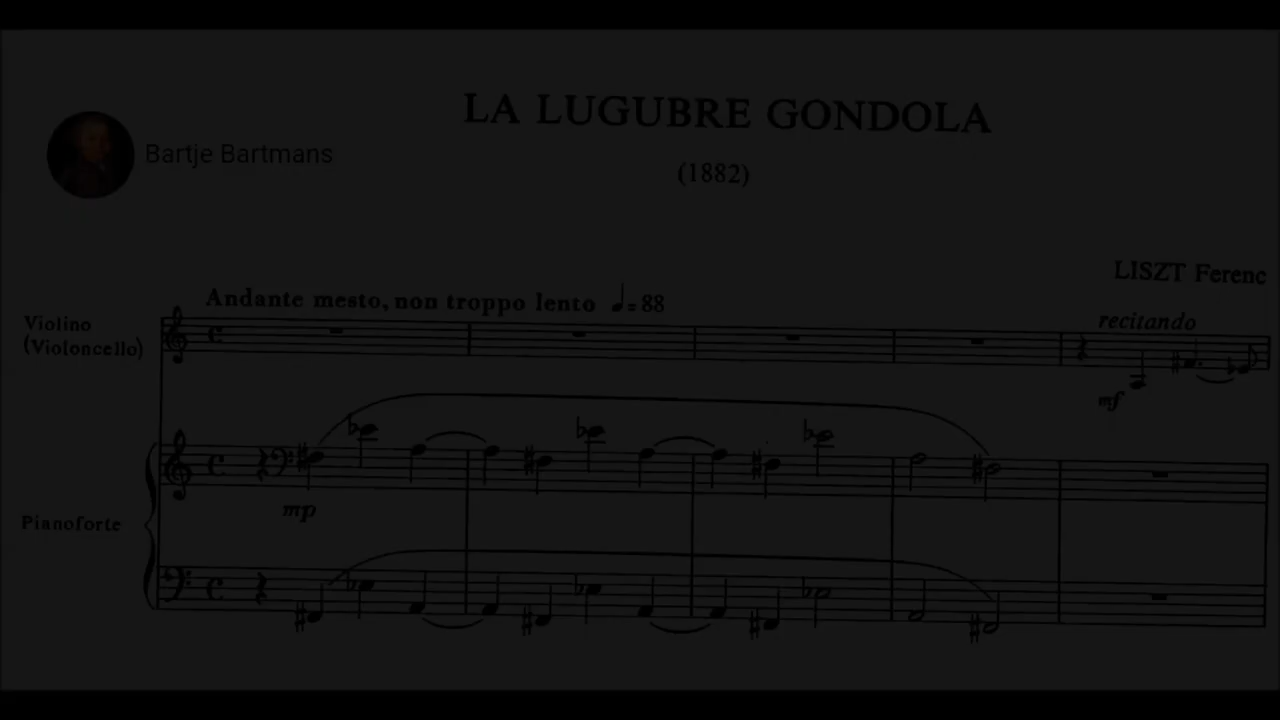 LA LUGUBRE GONDOLA
Bartje Bartmans
(1882)
LISZT Ferenc
Andante mesto, non troppo lento ♩=88
Violino
(Violoncello)
recitando
mf
mp
Pianoforte